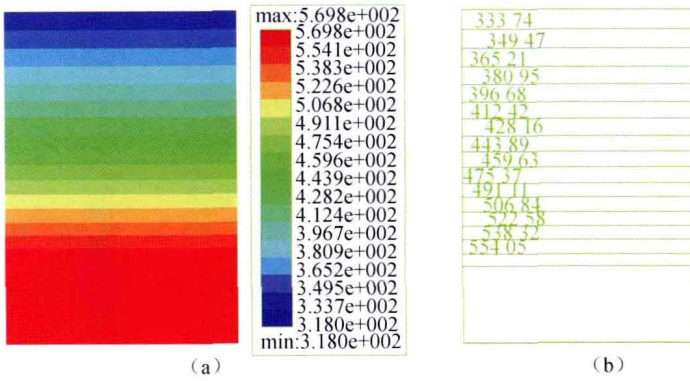 max:5.698e+002
5.698e+002
5.541e+002
5.383e+002
5.226e+002
5.068e+002
4.911e+002
4.754e+002
4.596e+002
4.439e+002
4.282e+002
4.124e+002
3.967e+002
3.809e+002
3.652e+002
3.495e+002
3.337e+002
3.180e+002
min:3.180e+002
(a)
333 74
349 47
365 21
380 95
396 68
412 42
428 16
443 89
459 63
475 37
491 11
506 84
522 58
538 32
554 05
(b)